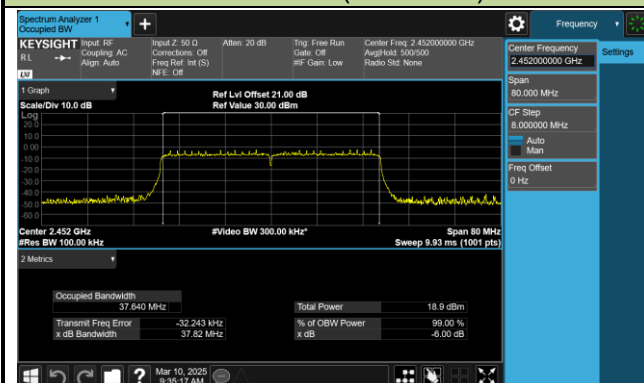 Spectrum Analyzer 1
Occupied BW
+
Frequency
KEYSIGHT
RL
LXI
Input: RF
Coupling: AC
Align: Auto
Input Z: 50 Ω
Corrections: Off
Freq Ref: Int (S)
NFE: Off
Atten: 20 dB
Trig: Free Run
Gate: Off
#IF Gain: Low
Center Freq: 2.452000000 GHz
Avg|Hold: 500/500
Radio Std: None
Center Frequency
2.452000000 GHz
Settings
Span
80.000 MHz
CF Step
8.000000 MHz
Auto
Man
Freq Offset
0 Hz
1 Graph
Scale/Div 10.0 dB
Ref Lvl Offset 21.00 dB
Ref Value 30.00 dBm
Log
20.0
10.0
0.00
-10.0
-20.0
-30.0
-40.0
-50.0
-60.0
Center 2.452 GHz
#Res BW 100.00 kHz
#Video BW 300.00 kHz*
Span 80 MHz
Sweep 9.93 ms (1001 pts)
2 Metrics
Occupied Bandwidth
37.640 MHz
Total Power 18.9 dBm
Transmit Freq Error -32.243 kHz
% of OBW Power 99.00 %
x dB Bandwidth 37.82 MHz
x dB -6.00 dB
?
Mar 10, 2025
9:35:17 AM